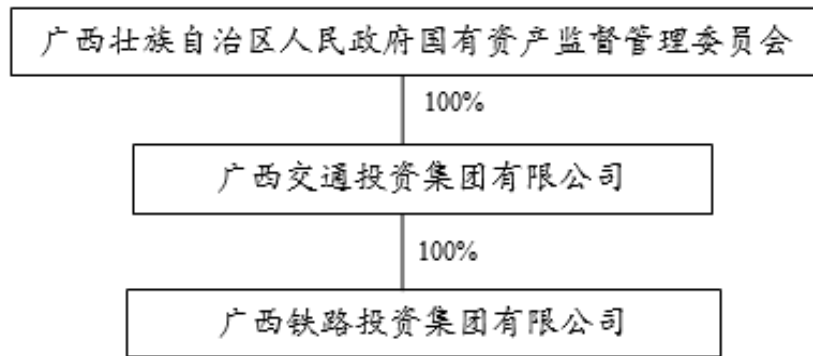 广西壮族自治区人民政府国有资产监督管理委员会
100%
广西交通投资集团有限公司
100%
广西铁路投资集团有限公司